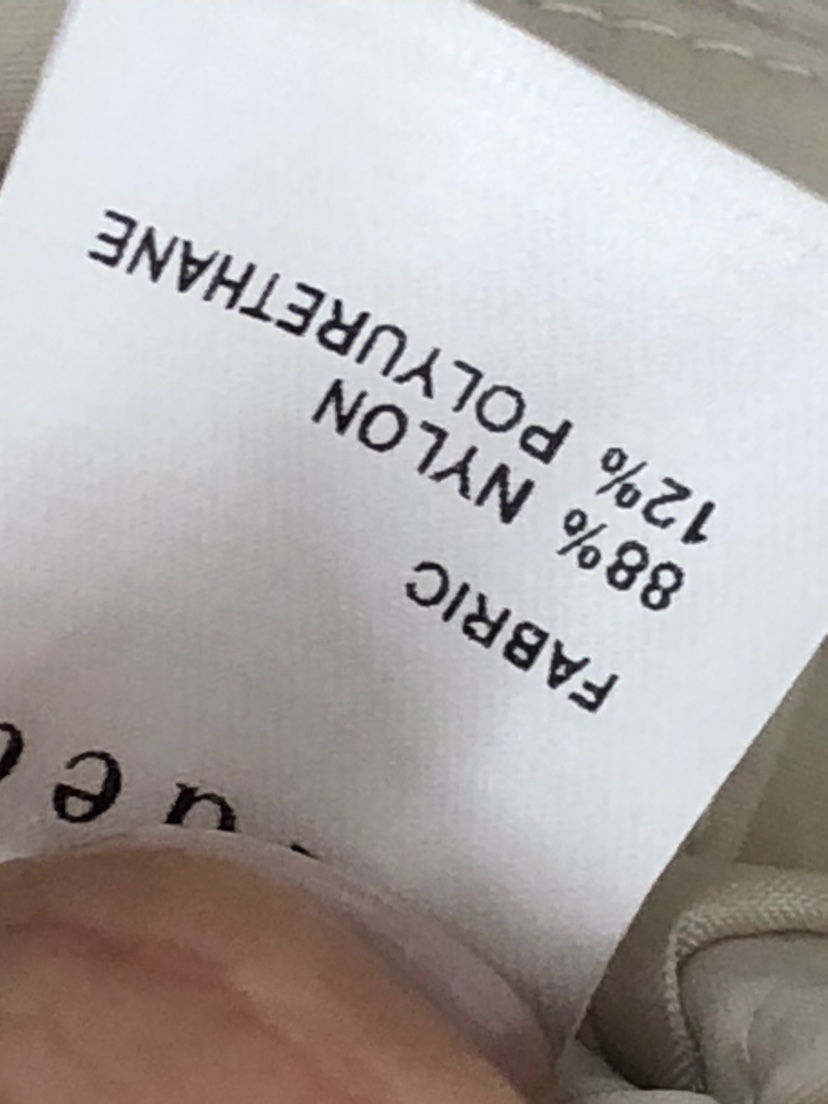 FABRIC
88% NYLON
12% POLYURETHANE